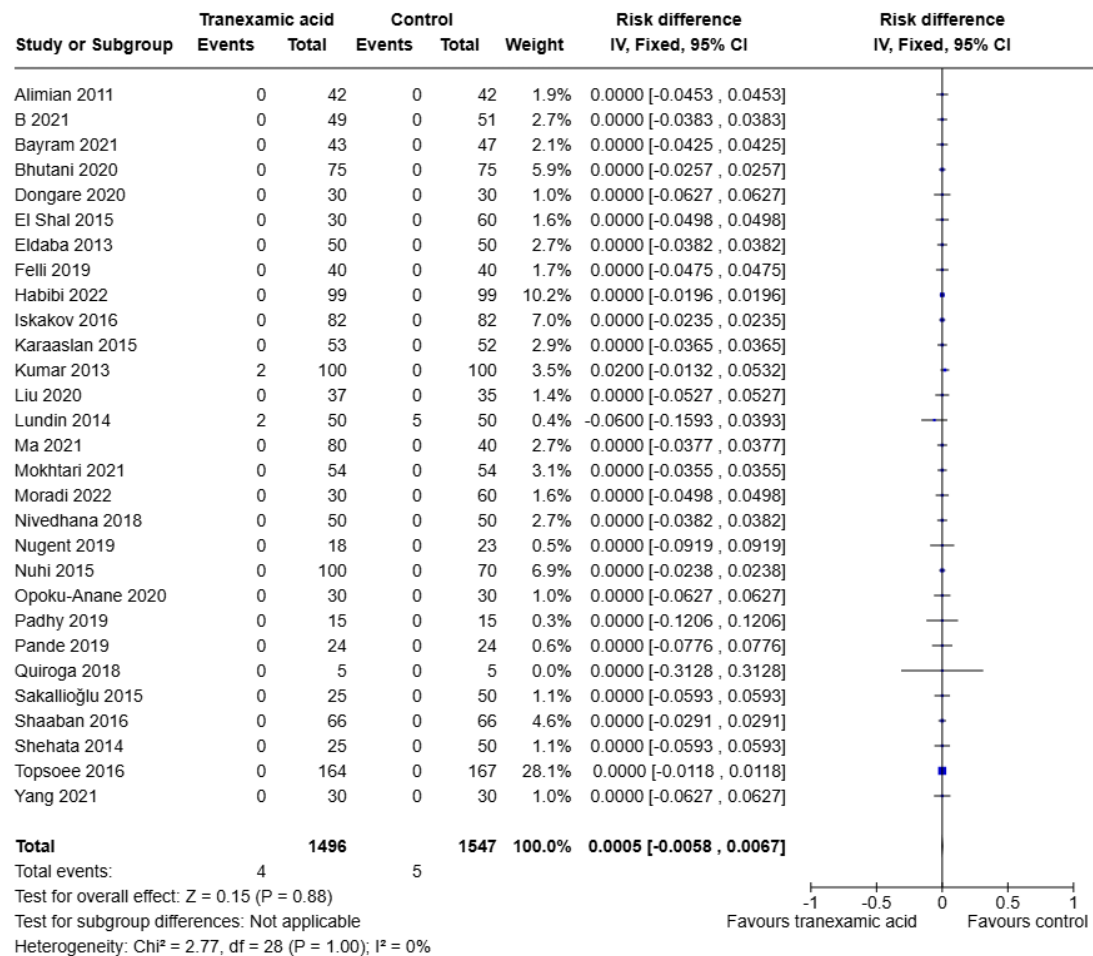 Tranexamic acid Control Risk difference Risk difference
Study or Subgroup Events Total Events Total Weight IV, Fixed, 95% CI IV, Fixed, 95% CI
Alimian 2011 0 42 0 42 1.9% 0.0000 [-0.0453 , 0.0453]
B 2021 0 49 0 51 2.7% 0.0000 [-0.0383 , 0.0383]
Bayram 2021 0 43 0 47 2.1% 0.0000 [-0.0425 , 0.0425]
Bhutani 2020 0 75 0 75 5.9% 0.0000 [-0.0257 , 0.0257]
Dongare 2020 0 30 0 30 1.0% 0.0000 [-0.0627 , 0.0627]
El Shal 2015 0 30 0 60 1.6% 0.0000 [-0.0498 , 0.0498]
Eldaba 2013 0 50 0 50 2.7% 0.0000 [-0.0382 , 0.0382]
Felli 2019 0 40 0 40 1.7% 0.0000 [-0.0475 , 0.0475]
Habibi 2022 0 99 0 99 10.2% 0.0000 [-0.0196 , 0.0196]
Iskakov 2016 0 82 0 82 7.0% 0.0000 [-0.0235 , 0.0235]
Karaaslan 2015 0 53 0 52 2.9% 0.0000 [-0.0365 , 0.0365]
Kumar 2013 2 100 0 100 3.5% 0.0200 [-0.0132 , 0.0532]
Liu 2020 0 37 0 35 1.4% 0.0000 [-0.0527 , 0.0527]
Lundin 2014 2 50 5 50 0.4% -0.0600 [-0.1593 , 0.0393]
Ma 2021 0 80 0 40 2.7% 0.0000 [-0.0377 , 0.0377]
Mokhtari 2021 0 54 0 54 3.1% 0.0000 [-0.0355 , 0.0355]
Moradi 2022 0 30 0 60 1.6% 0.0000 [-0.0498 , 0.0498]
Nivedhana 2018 0 50 0 50 2.7% 0.0000 [-0.0382 , 0.0382]
Nugent 2019 0 18 0 23 0.5% 0.0000 [-0.0919 , 0.0919]
Nuhi 2015 0 100 0 70 6.9% 0.0000 [-0.0238 , 0.0238]
Opoku-Anane 2020 0 30 0 30 1.0% 0.0000 [-0.0627 , 0.0627]
Padhy 2019 0 15 0 15 0.3% 0.0000 [-0.1206 , 0.1206]
Pande 2019 0 24 0 24 0.6% 0.0000 [-0.0776 , 0.0776]
Quiroga 2018 0 5 0 5 0.0% 0.0000 [-0.3128 , 0.3128]
Sakallioğlu 2015 0 25 0 50 1.1% 0.0000 [-0.0593 , 0.0593]
Shaaban 2016 0 66 0 66 4.6% 0.0000 [-0.0291 , 0.0291]
Shehata 2014 0 25 0 50 1.1% 0.0000 [-0.0593 , 0.0593]
Topsoee 2016 0 164 0 167 28.1% 0.0000 [-0.0118 , 0.0118]
Yang 2021 0 30 0 30 1.0% 0.0000 [-0.0627 , 0.0627]
Total 1496 1547 100.0% 0.0005 [-0.0058 , 0.0067]
Total events: 4 5
Test for overall effect: Z = 0.15 (P = 0.88)
Test for subgroup differences: Not applicable
Heterogeneity: Chi² = 2.77, df = 28 (P = 1.00); I² = 0%
-1 -0.5 0 0.5 1
Favours tranexamic acid Favours control